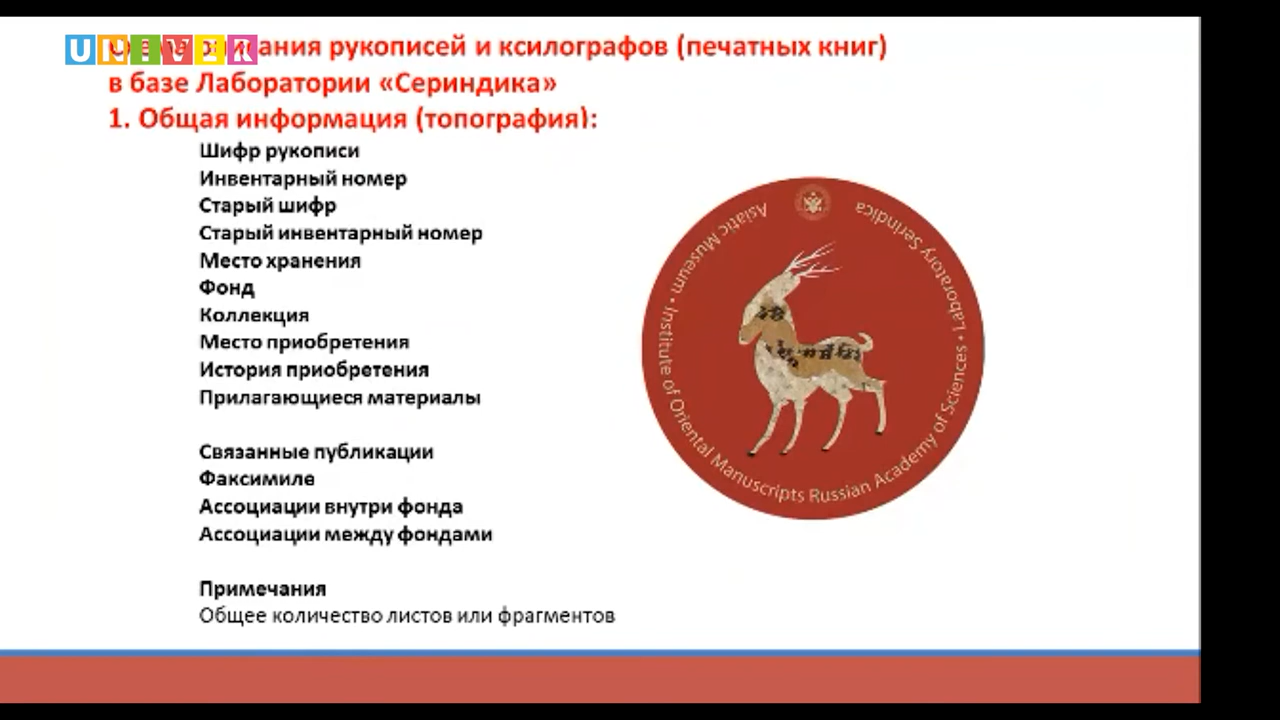 UNIVER
рукописей и ксилографов (печатных книг)
в базе Лаборатории «Сериндика»
1. Общая информация (топография):
Шифр рукописи
Инвентарный номер
Старый шифр
Старый инвентарный номер
Место хранения
Фонд
Коллекция
Место приобретения
История приобретения
Прилагающиеся материалы
Связанные публикации
Факсимиле
Ассоциации внутри фонда
Ассоциации между фондами
Примечания
Общее количество листов или фрагментов
Asiatic Museum • Institute of Oriental Manuscripts Russian Academy of Sciences • Laboratory Serindica